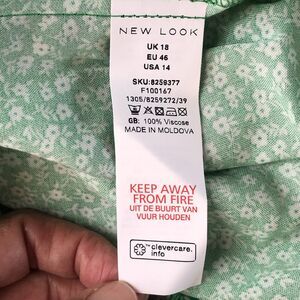 NEW LOOK
UK 18
EU 46
USA 14
SKU:8259377
F100167
1305/8259272/39
GB: 100% Viscose
MADE IN MOLDOVA
KEEP AWAY
FROM FIRE
UIT DE BUURT VAN
VUUR HOUDEN
™clevercare.
info